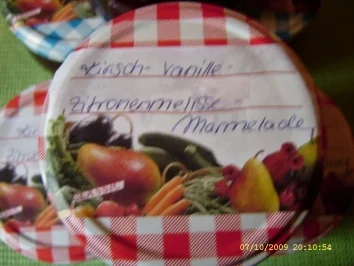 Kirsch-Vanille-
Zitronenmelisse-
Marmelade
07/10/2009 20:10:54